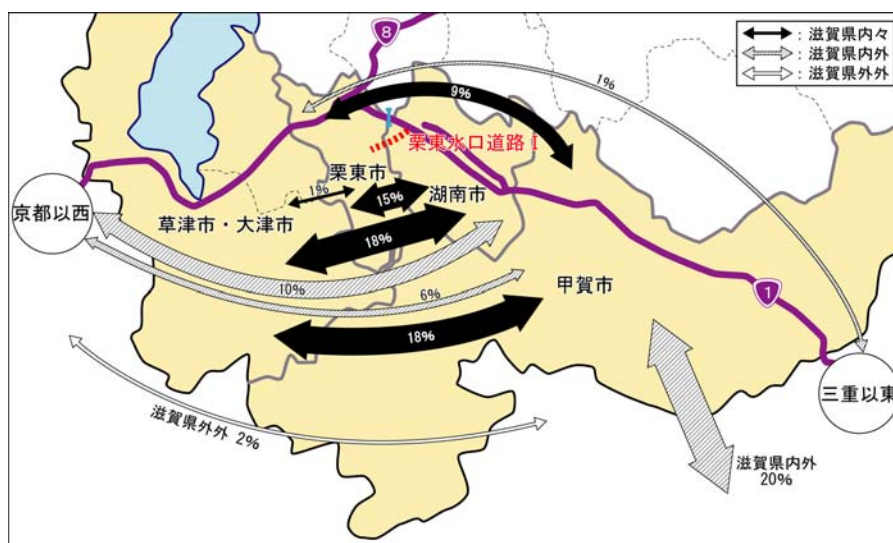 8
:滋賀県内々
:滋賀県内外
:滋賀県外外
1%
9%
栗東水口道路Ⅰ
栗東市
1%
15%
湖南市
京都以西
草津市・大津市
18%
10%
6%
甲賀市
1
18%
三重以東
滋賀県外外 2%
滋賀県内外
20%